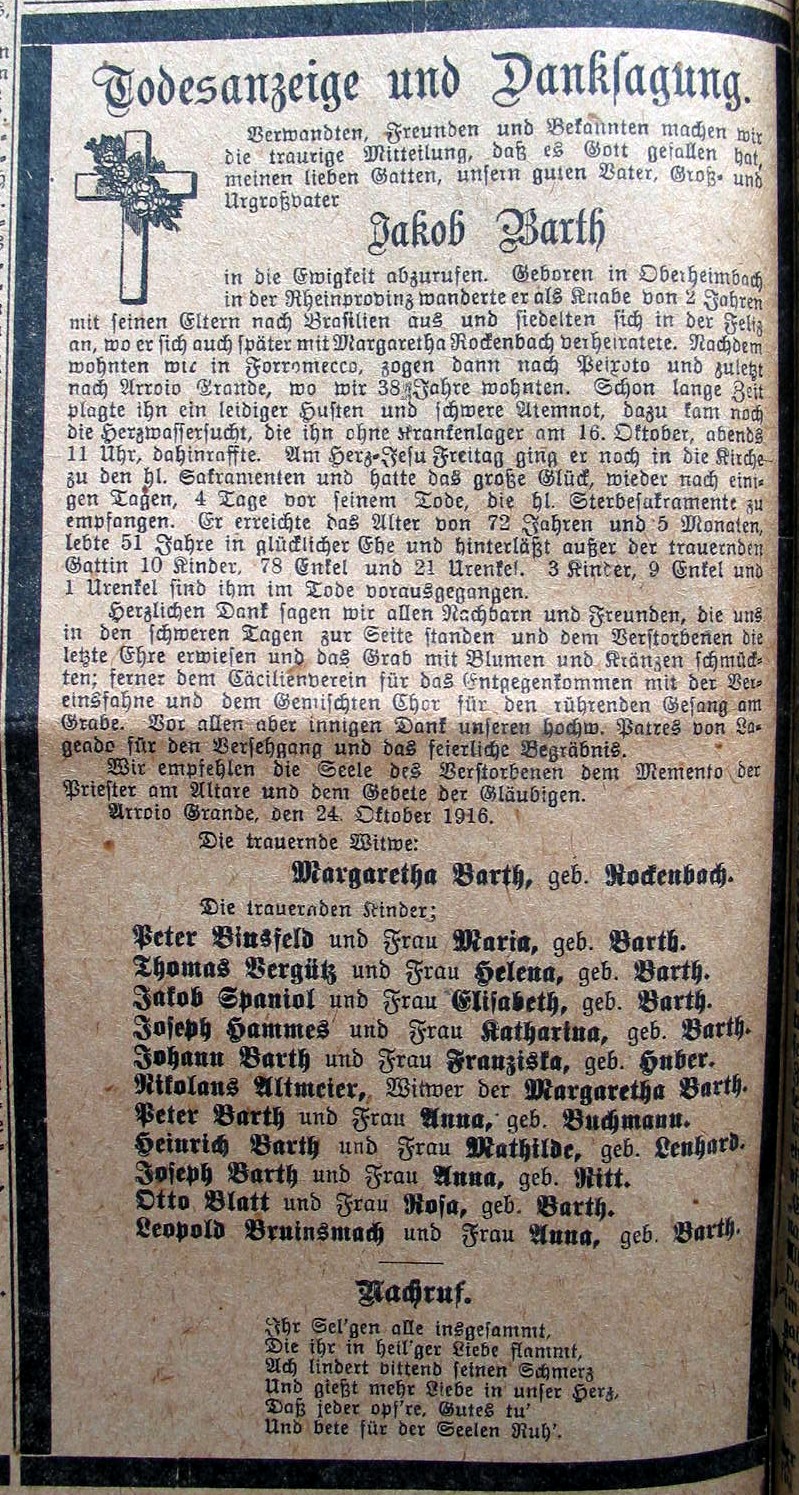 Todesanzeige und Danksagung.
Verwandten, Freunden und Bekannten machen wir
die traurige Mitteilung, daß es Gott gefallen hat,
meinen lieben Gatten, unsern guten Vater, Groß- und
Urgroßvater
Jakob Barth
in die Ewigkeit abzurufen. Geboren in Oberheimbach
in der Rheinprovinz wanderte er als Knabe von 2 Jahren
mit seinen Eltern nach Brasilien aus und siedelten sich in der Feliz
an, wo er sich auch später mit Margaretha Rockenbach verheiratete. Nachdem
wohnten wir in Forromecco, zogen dann nach Peixoto und zuletzt
nach Arroio Grande, wo wir 38 Jahre wohnten. Schon lange Zeit
plagte ihn ein leidiger Husten und schwere Atemnot, dazu kam noch
die Herzwassersucht, die ihn ohne Krankenlager am 16. Oktober, abends
11 Uhr, dahinraffte. Am Herz-Jesu Freitag ging er noch in die Kirche
zu den hl. Sakramenten und hatte das große Glück, wieder nach eini-
gen Tagen, 4 Tage vor seinem Tode, die hl. Sterbesakramente zu
empfangen. Er erreichte das Alter von 72 Jahren und 5 Monaten,
lebte 51 Jahre in glücklicher Ehe und hinterläßt außer der trauernden
Gattin 10 Kinder, 78 Enkel und 21 Urenkel. 3 Kinder, 9 Enkel und
1 Urenkel sind ihm im Tode vorausgegangen.
Herzlichen Dank sagen wir allen Nachbarn und Freunden, die uns
in den schweren Tagen zur Seite standen und dem Verstorbenen die
letzte Ehre erwiesen und das Grab mit Blumen und Kränzen schmück-
ten; ferner dem Cäcilienverein für das Entgegenkommen mit der Ver-
einsfahne und dem Gemischten Chor für den rührenden Gesang am
Grabe. Vor allen aber innigen Dank unseren hochw. Patres von La-
geado für den Versehgang und das feierliche Begräbnis.
Wir empfehlen die Seele des Verstorbenen dem Memento der
Priester am Altare und dem Gebete der Gläubigen.
Arroio Grande, den 24. Oktober 1916.
Die trauernde Witwe:
Margaretha Barth, geb. Rockenbach.
Die trauernden Kinder;
Peter Binsfeld und Frau Maria, geb. Barth.
Thomas Vergütz und Frau Helena, geb. Barth.
Jakob Spaniol und Frau Elisabeth, geb. Barth.
Joseph Hammes und Frau Katharina, geb. Barth.
Johann Barth und Frau Franziska, geb. Huber.
Nikolaus Altmeier, Witwer der Margaretha Barth.
Peter Barth und Frau Anna, geb. Buchmann.
Heinrich Barth und Frau Mathilde, geb. Lenhard.
Joseph Barth und Frau Anna, geb. Ritt.
Otto Blatt und Frau Rosa, geb. Barth.
Leopold Bruinsmach und Frau Anna, geb. Barth.
Nachruf.
Ihr Sel'gen alle insgesammt,
Die ihr in heil'ger Liebe flammt,
Ach lindert bittend seinen Schmerz
Und gießt mehr Liebe in unser Herz,
Daß jeder opf're, Gutes tu'
Und bete für der Seelen Ruh'.